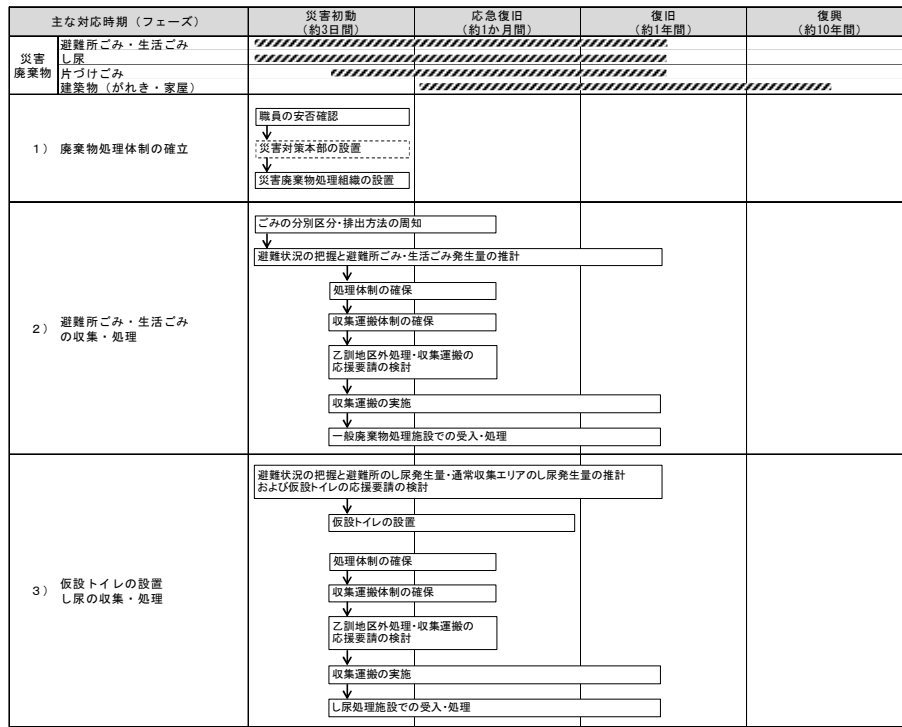 主な対応時期(フェーズ)
災害初動
(約3日間)
応急復旧
(約1か月間)
復旧
(約1年間)
復興
(約10年間)
災害
廃棄物
避難所ごみ・生活ごみ
し尿
片づけごみ
建築物(がれき・家屋)
1) 廃棄物処理体制の確立
職員の安否確認
災害対策本部の設置
災害廃棄物処理組織の設置
2) 避難所ごみ・生活ごみ
の収集・処理
ごみの分別区分・排出方法の周知
避難状況の把握と避難所ごみ・生活ごみ発生量の推計
処理体制の確保
収集運搬体制の確保
乙訓地区外処理・収集運搬の
応援要請の検討
収集運搬の実施
一般廃棄物処理施設での受入・処理
3) 仮設トイレの設置
し尿の収集・処理
避難状況の把握と避難所のし尿発生量・通常収集エリアのし尿発生量の推計
および仮設トイレの応援要請の検討
仮設トイレの設置
処理体制の確保
収集運搬体制の確保
乙訓地区外処理・収集運搬の
応援要請の検討
収集運搬の実施
し尿処理施設での受入・処理